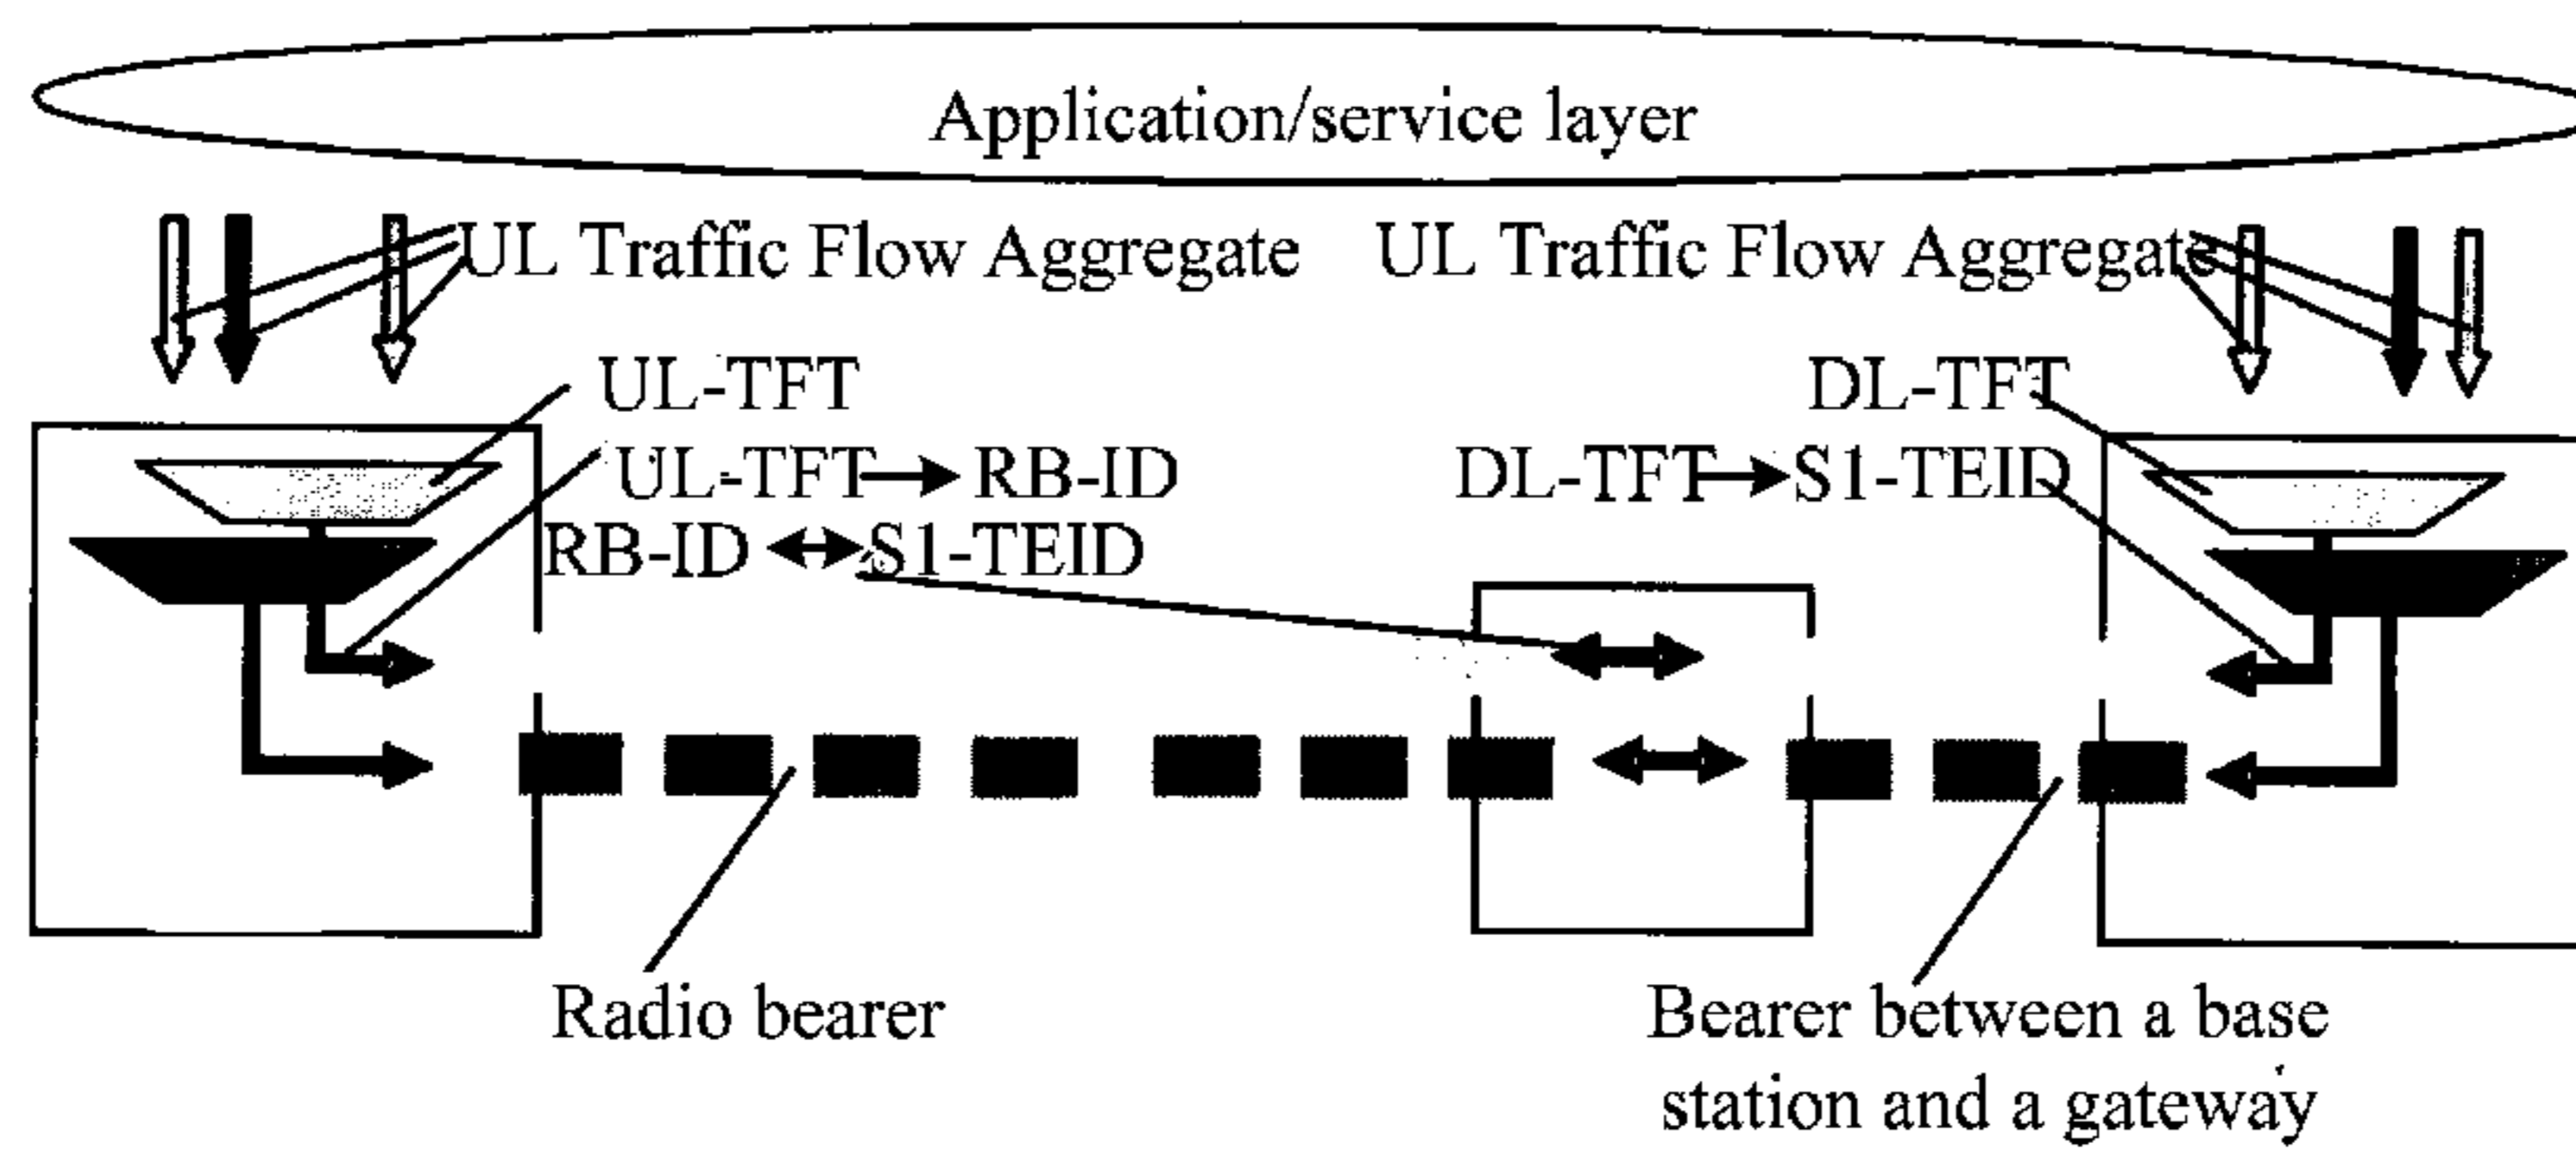 Application/service layer
UL Traffic Flow Aggregate UL Traffic Flow Aggregate
UL-TFT DL-TFT
UL-TFT → RB-ID DL-TFT → S1-TEID
RB-ID ↔ S1-TEID
Radio bearer Bearer between a base
station and a gateway